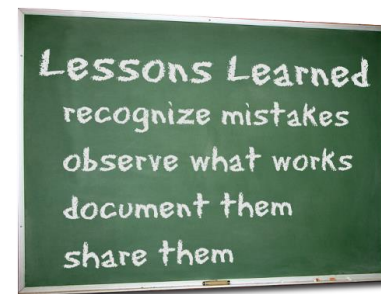 Lessons Learned
recognize mistakes
observe what works
document them
share them